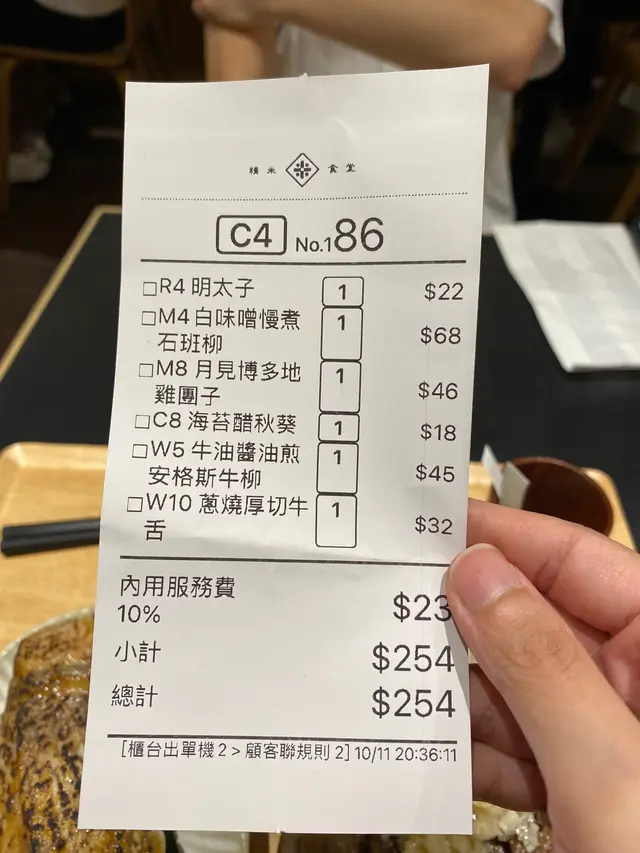 精米 食堂
C4 No.186
□R4 明太子 1 $22
□M4 白味噌慢煮 1 $68
石斑柳
□M8 月見博多地 1 $46
雞團子
□C8 海苔醋秋葵 1 $18
□W5 牛油醬油煎 1 $45
安格斯牛柳
□W10 蔥燒厚切牛 1 $32
舌
內用服務費
10% $23
小計 $254
總計 $254
[櫃台出單機2 > 顧客聯規則 2] 10/11 20:36:11